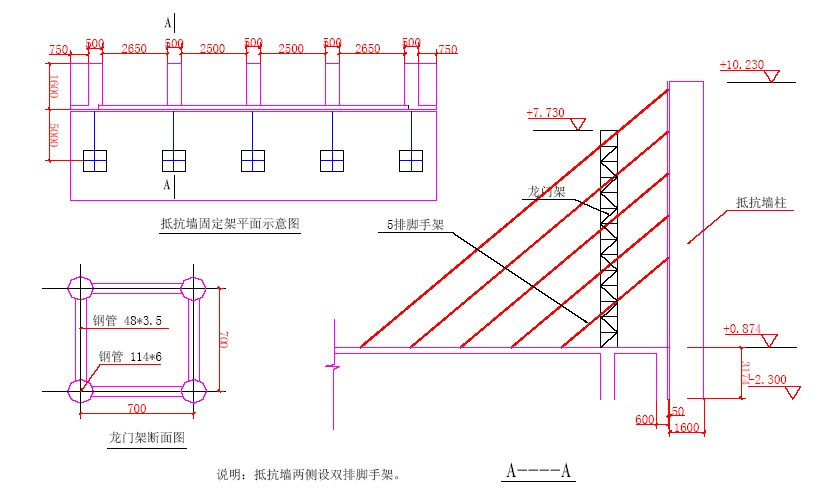 A
500 500 500 500 500
750 2650 2500 2500 2650 750
1600
5000
A
抵抗墙固定架平面示意图
+10.230
+7.730
龙门架
抵抗墙柱
5排脚手架
钢管 48*3.5
钢管 114*6
700
700
龙门架断面图
+0.874
3174
-2.300
50
600
1600
说明：抵抗墙两侧设双排脚手架。
A----A